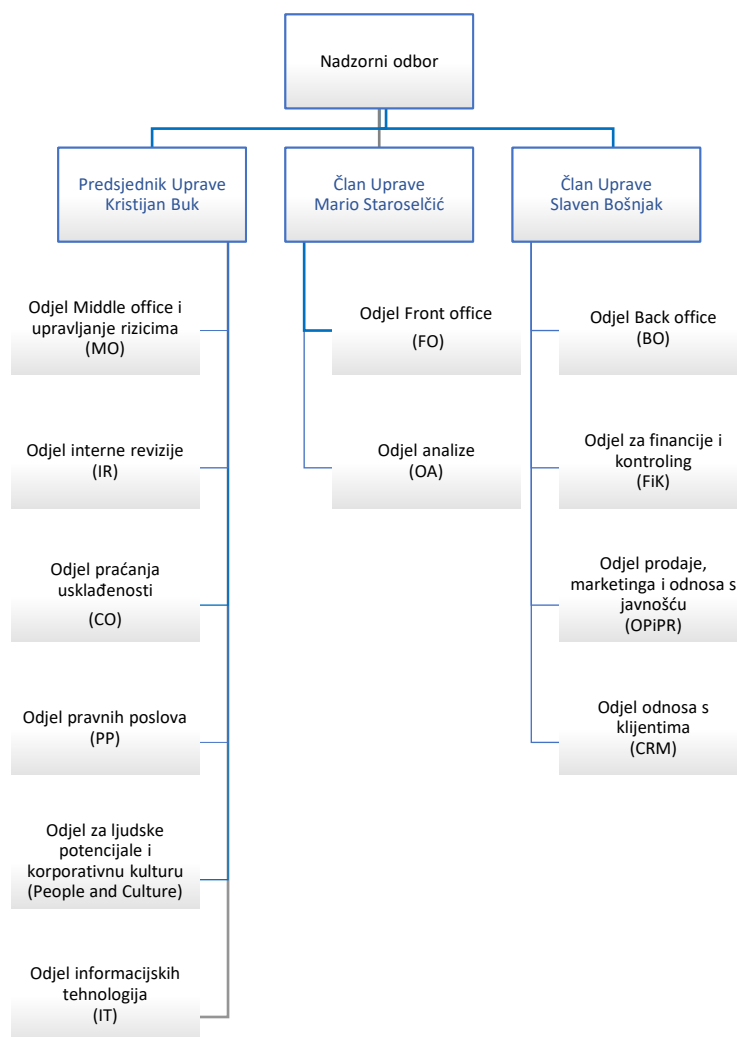 Nadzorni odbor
Predsjednik Uprave
Kristijan Buk
Član Uprave
Mario Staroselčić
Član Uprave
Slaven Bošnjak
Odjel Middle office i
upravljanje rizicima
(MO)
Odjel interne revizije
(IR)
Odjel praćanja
usklađenosti
(CO)
Odjel pravnih poslova
(PP)
Odjel za ljudske
potencijale i
korporativnu kulturu
(People and Culture)
Odjel informacijskih
tehnologija
(IT)
Odjel Front office
(FO)
Odjel analize
(OA)
Odjel Back office
(BO)
Odjel za financije i
kontroling
(FiK)
Odjel prodaje,
marketinga i odnosa s
javnošću
(OPiPR)
Odjel odnosa s
klijentima
(CRM)